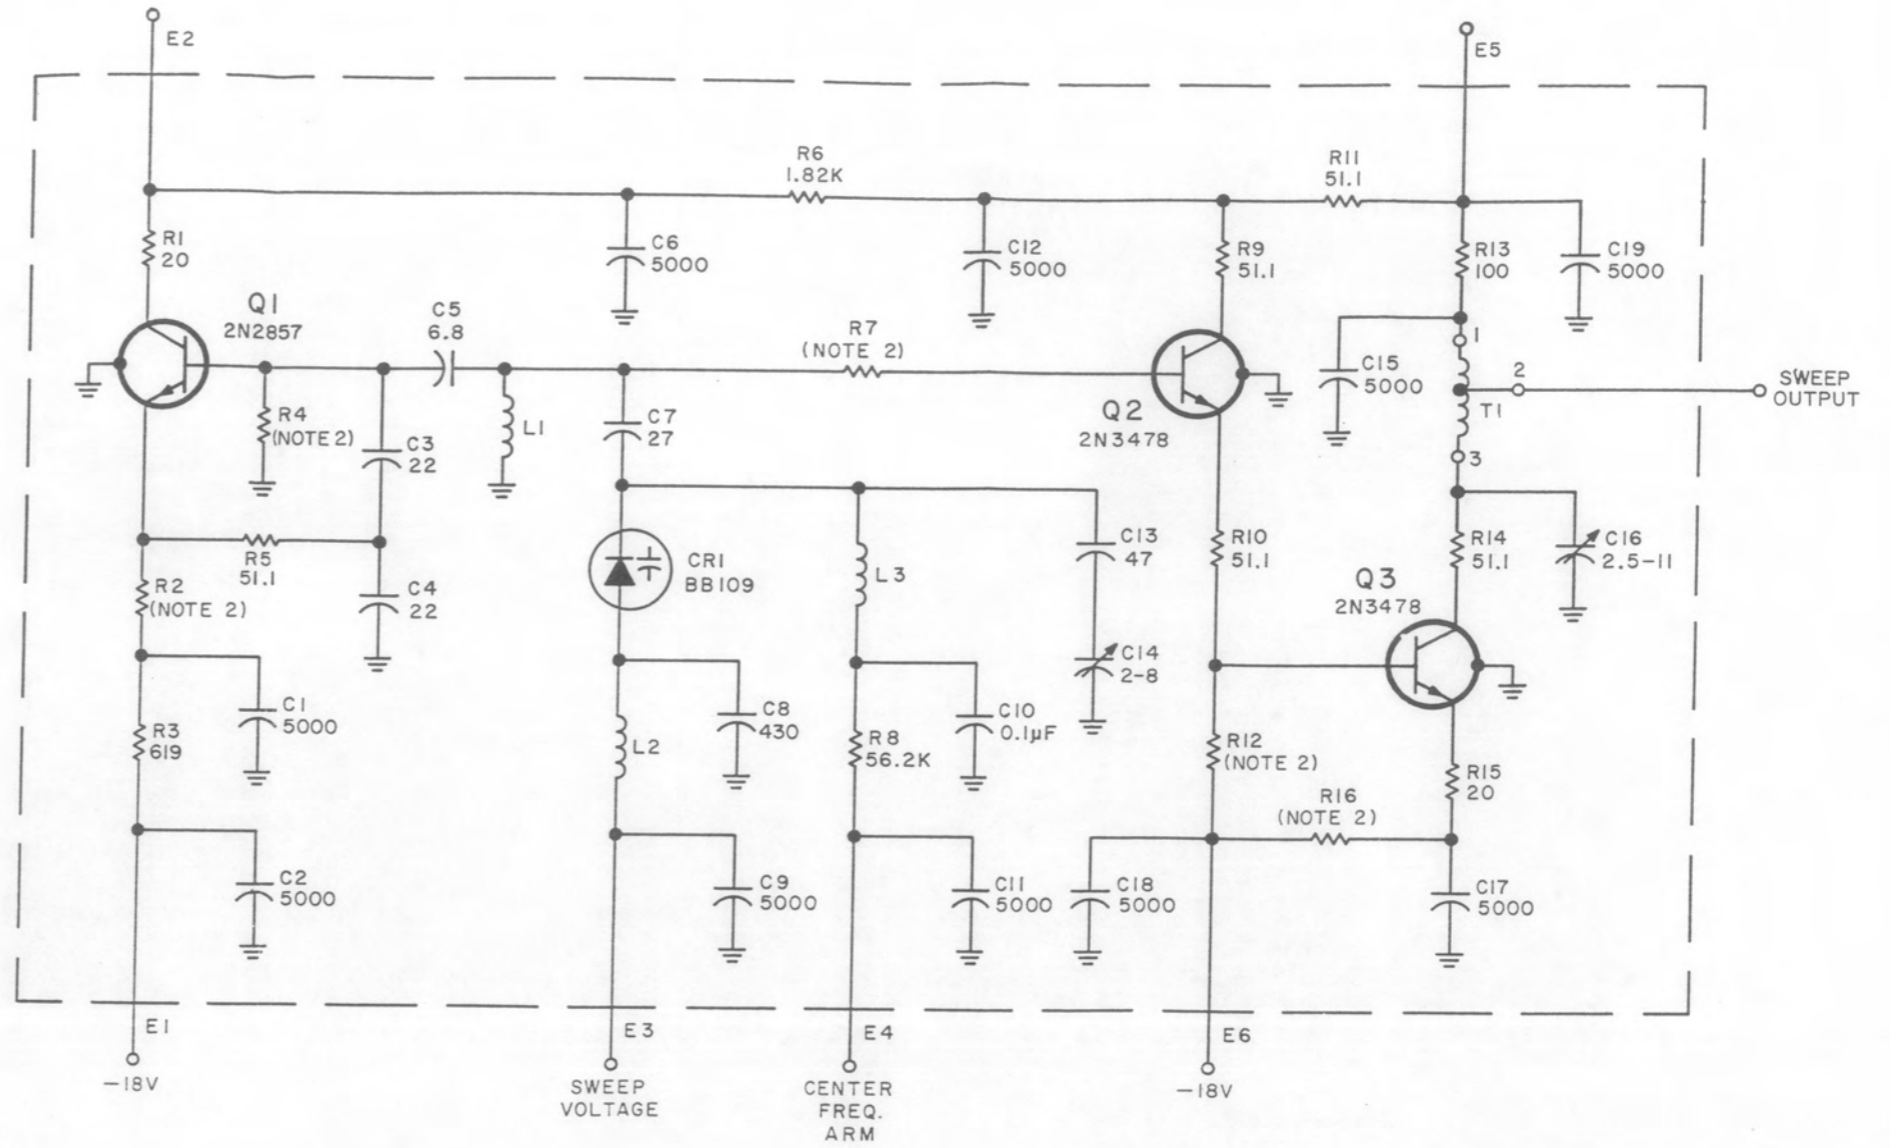 E2
E5
R6
1.82K
R11
51.1
R1
20
C6
5000
C12
5000
R9
51.1
R13
100
C19
5000
Q1
2N2857
C5
6.8
R7
(NOTE 2)
1
C15
5000
2
SWEEP
OUTPUT
T1
R4
(NOTE 2)
C3
22
L1
C7
27
Q2
2N3478
3
R5
51.1
R2
(NOTE 2)
C4
22
CR1
BB109
L3
C13
47
R10
51.1
R14
51.1
C16
2.5-11
Q3
2N3478
C14
2-8
C1
5000
R3
619
L2
C8
430
R8
56.2K
C10
0.1µF
R12
(NOTE 2)
R15
20
R16
(NOTE 2)
C2
5000
C9
5000
C11
5000
C18
5000
C17
5000
E1
E3
E4
E6
-18V
SWEEP
VOLTAGE
CENTER
FREQ.
ARM
-18V